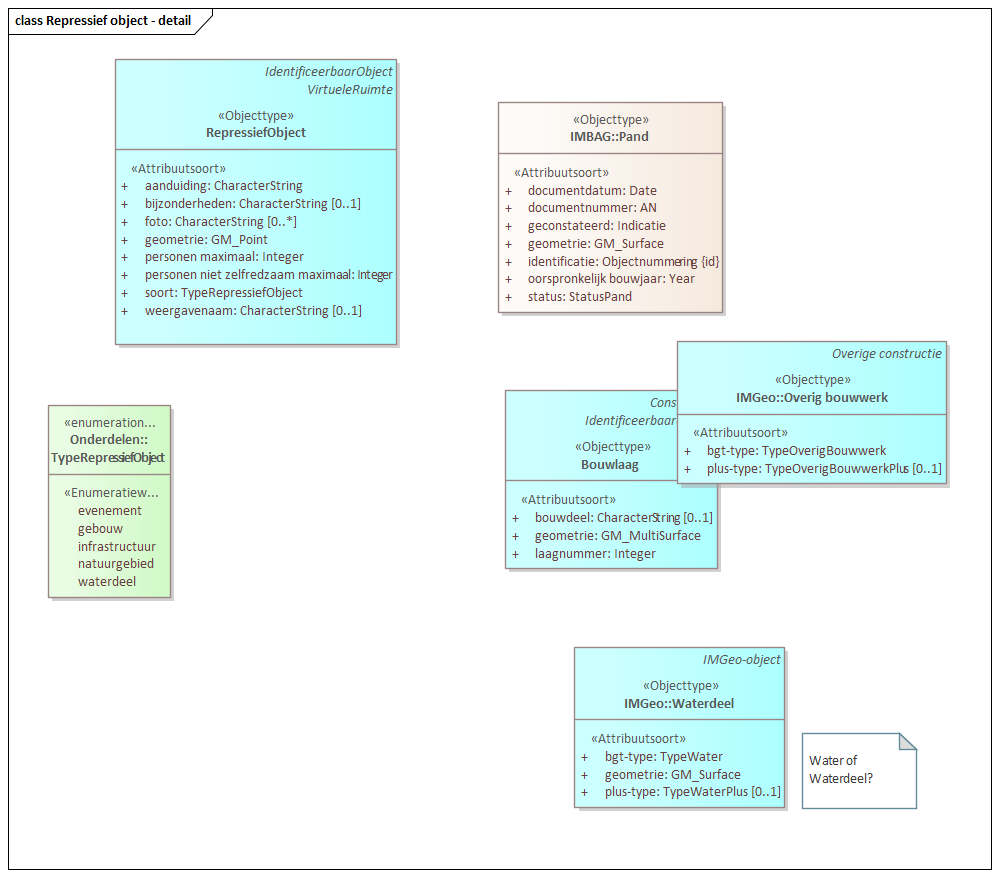 class Repressief object - detail
IdentificeerbaarObject
VirtueleRuimte
«Objecttype»
RepressiefObject
«Attribuutsoort»
+ aanduiding: CharacterString
+ bijzonderheden: CharacterString [0..1]
+ foto: CharacterString [0..*]
+ geometrie: GM_Point
+ personen maximaal: Integer
+ personen niet zelfredzaam maximaal: Integer
+ soort: TypeRepressiefObject
+ weergavenaam: CharacterString [0..1]
«Objecttype»
IMBAG::Pand
«Attribuutsoort»
+ documentdatum: Date
+ documentnummer: AN
+ geconstateerd: Indicatie
+ geometrie: GM_Surface
+ identificatie: Objectnummering {id}
+ oorspronkelijk bouwjaar: Year
+ status: StatusPand
Overige constructie
«Objecttype»
IMGeo::Overig bouwwerk
«Attribuutsoort»
+ bgt-type: TypeOverigBouwwerk
+ plus-type: TypeOverigBouwwerkPlus [0..1]
Cons
Identificeerbaar
«Objecttype»
Bouwlaag
«Attribuutsoort»
+ bouwdeel: CharacterString [0..1]
+ geometrie: GM_MultiSurface
+ laagnummer: Integer
«enumeration...
Onderdelen::
TypeRepressiefObject
«Enumeratiew...
evenement
gebouw
infrastructuur
natuurgebied
waterdeel
IMGeo-object
«Objecttype»
IMGeo::Waterdeel
«Attribuutsoort»
+ bgt-type: TypeWater
+ geometrie: GM_Surface
+ plus-type: TypeWaterPlus [0..1]
Water of
Waterdeel?